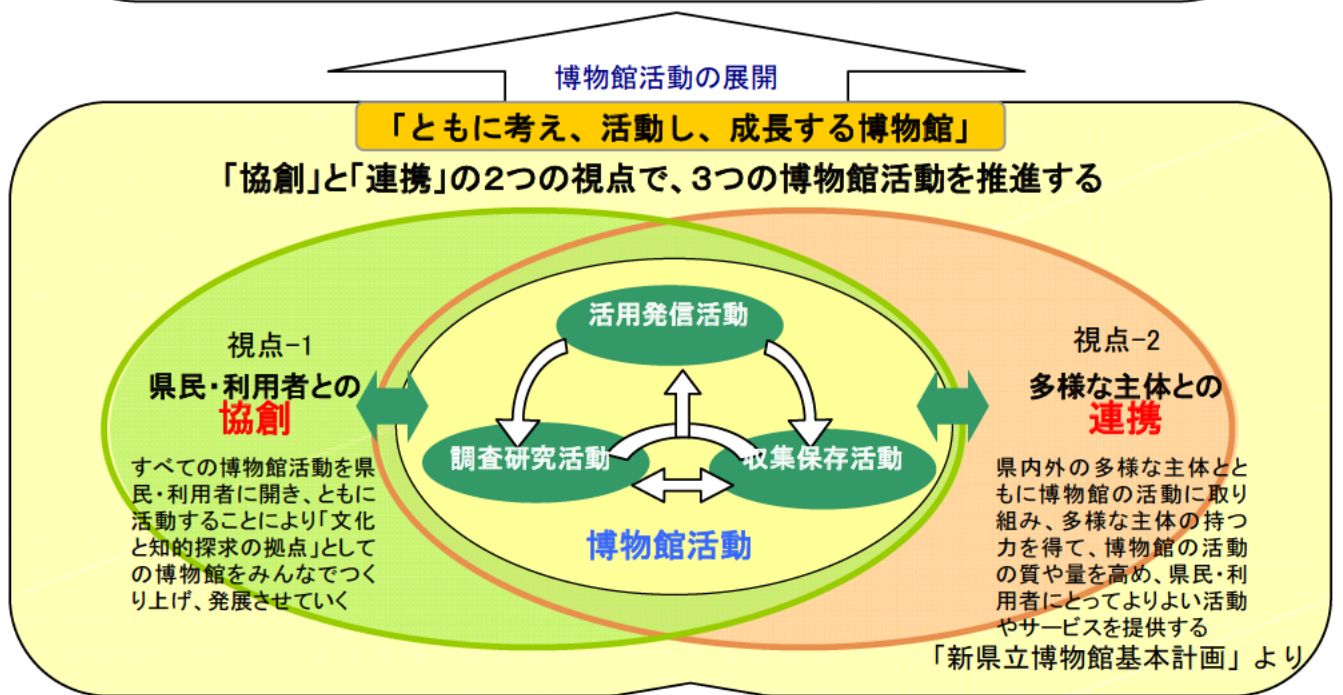 博物館活動の展開
「ともに考え、活動し、成長する博物館」
「協創」と「連携」の2つの視点で、3つの博物館活動を推進する
活用発信活動
調査研究活動
収集保存活動
博物館活動
視点-1
県民・利用者との
協創
すべての博物館活動を県
民・利用者に開き、ともに
活動することにより「文化
と知的探求の拠点」として
の博物館をみんなでつく
り上げ、発展させていく
視点-2
多様な主体との
連携
県内外の多様な主体とと
もに博物館の活動に取り
組み、多様な主体の持つ
力を得て、博物館の活動
の質や量を高め、県民・利
用者にとってよりよい活動
やサービスを提供する
「新県立博物館基本計画」より